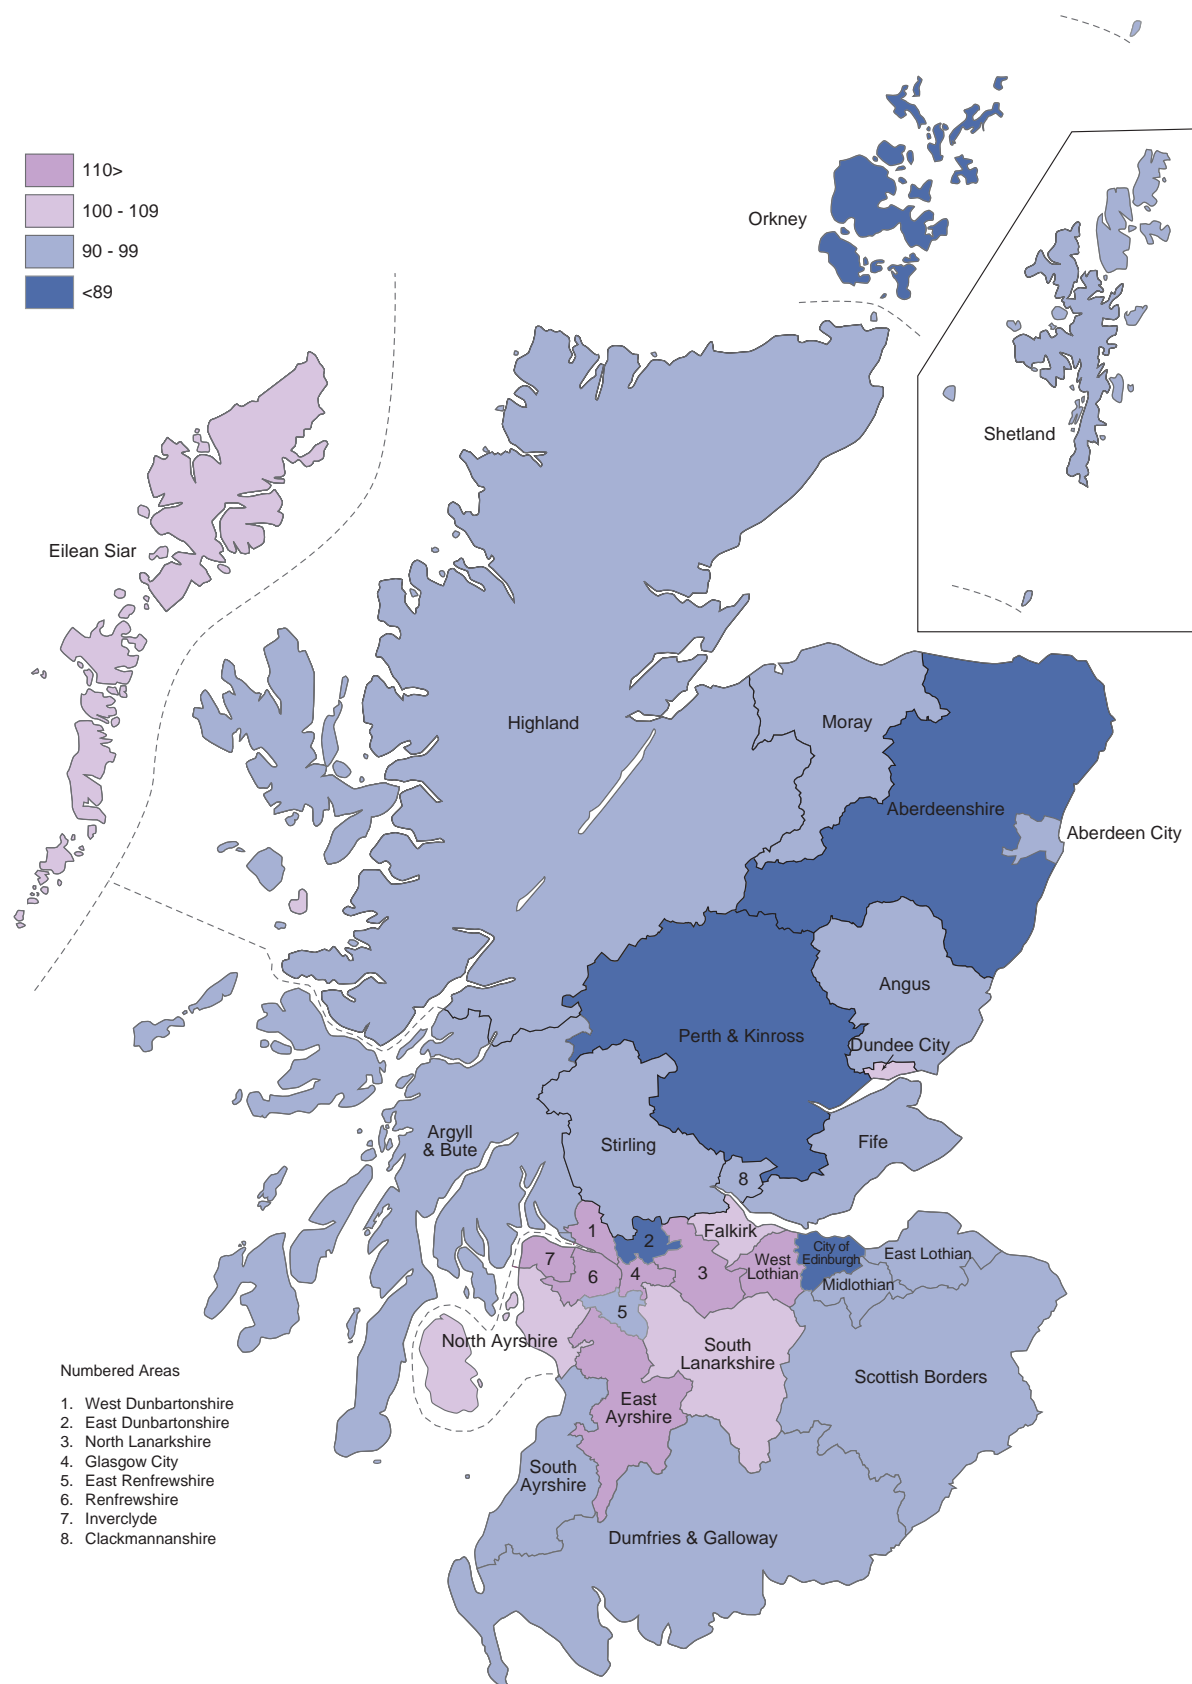 110>
100 - 109
90 - 99
<89
Orkney
Shetland
Eilean Siar
Highland
Moray
Aberdeenshire
Aberdeen City
Angus
Perth & Kinross
Dundee City
Argyll
& Bute
Stirling
Fife
8
1
2
Falkirk
City of
Edinburgh
East Lothian
7
6
4
3
West
Lothian
Midlothian
5
North Ayrshire
South
Lanarkshire
Scottish Borders
East
Ayrshire
South
Ayrshire
Dumfries & Galloway
Numbered Areas
1. West Dunbartonshire
2. East Dunbartonshire
3. North Lanarkshire
4. Glasgow City
5. East Renfrewshire
6. Renfrewshire
7. Inverclyde
8. Clackmannanshire